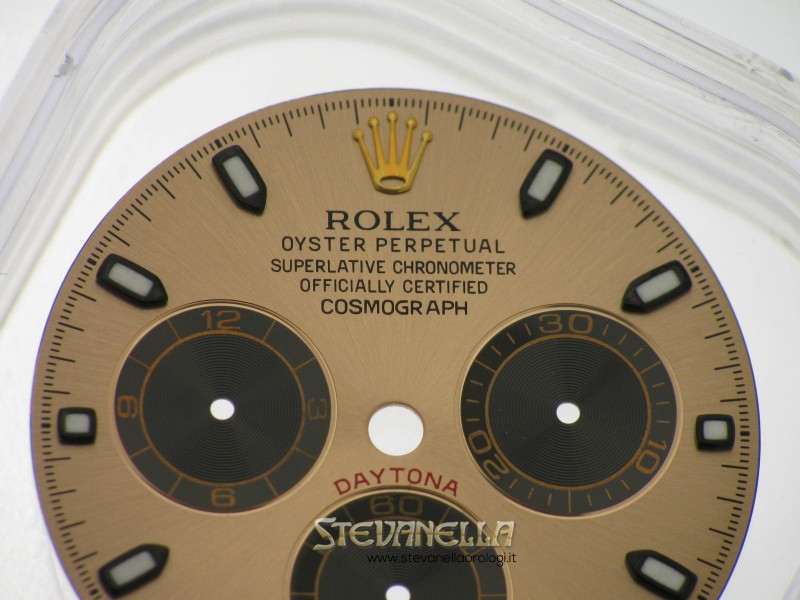 ROLEX
OYSTER PERPETUAL
SUPERLATIVE CHRONOMETER
OFFICIALLY CERTIFIED
COSMOGRAPH
12
9
3
6
30
20
10
DAYTONA
60
STEVANELLA
www.stevanellaorologi.it